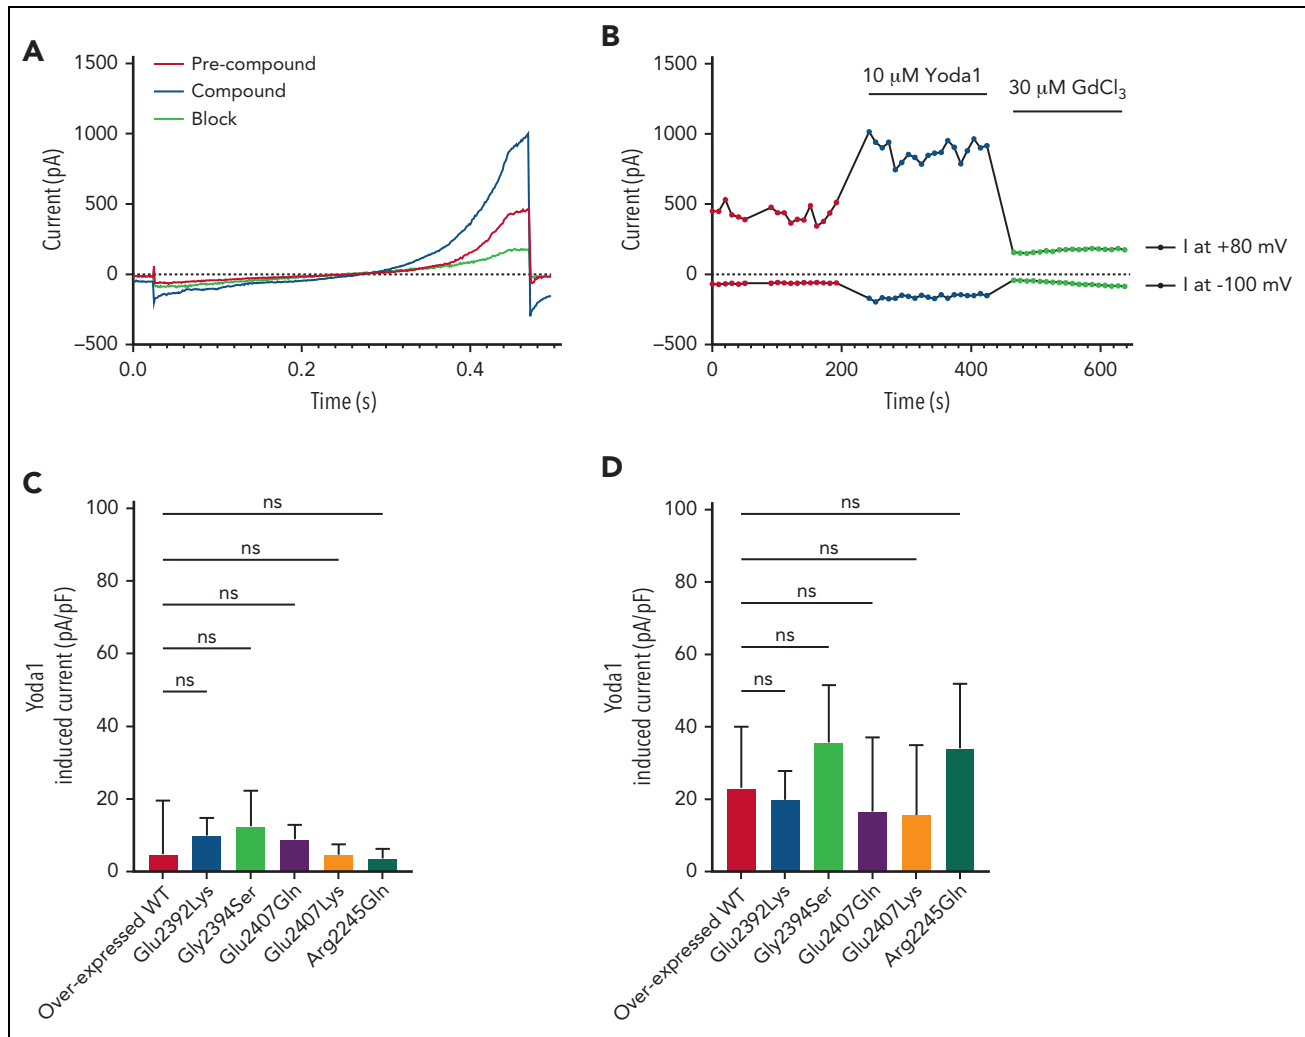 A
1500
1000
500
0
−500
Current (pA)
Pre-compound
Compound
Block
0.0
0.2
0.4
Time (s)
B
1500
1000
500
0
−500
Current (pA)
10 μM Yoda1
30 μM GdCl₃
I at +80 mV
I at -100 mV
0
200
400
600
Time (s)
C
100
80
60
40
20
0
Yoda1
induced current (pA/pF)
ns
ns
ns
ns
ns
Over-expressed WT
Glu2392Lys
Gly2394Ser
Glu2407Gln
Glu2407Lys
Arg2245Gln
D
100
80
60
40
20
0
Yoda1
induced current (pA/pF)
ns
ns
ns
ns
ns
Over-expressed WT
Glu2392Lys
Gly2394Ser
Glu2407Gln
Glu2407Lys
Arg2245Gln